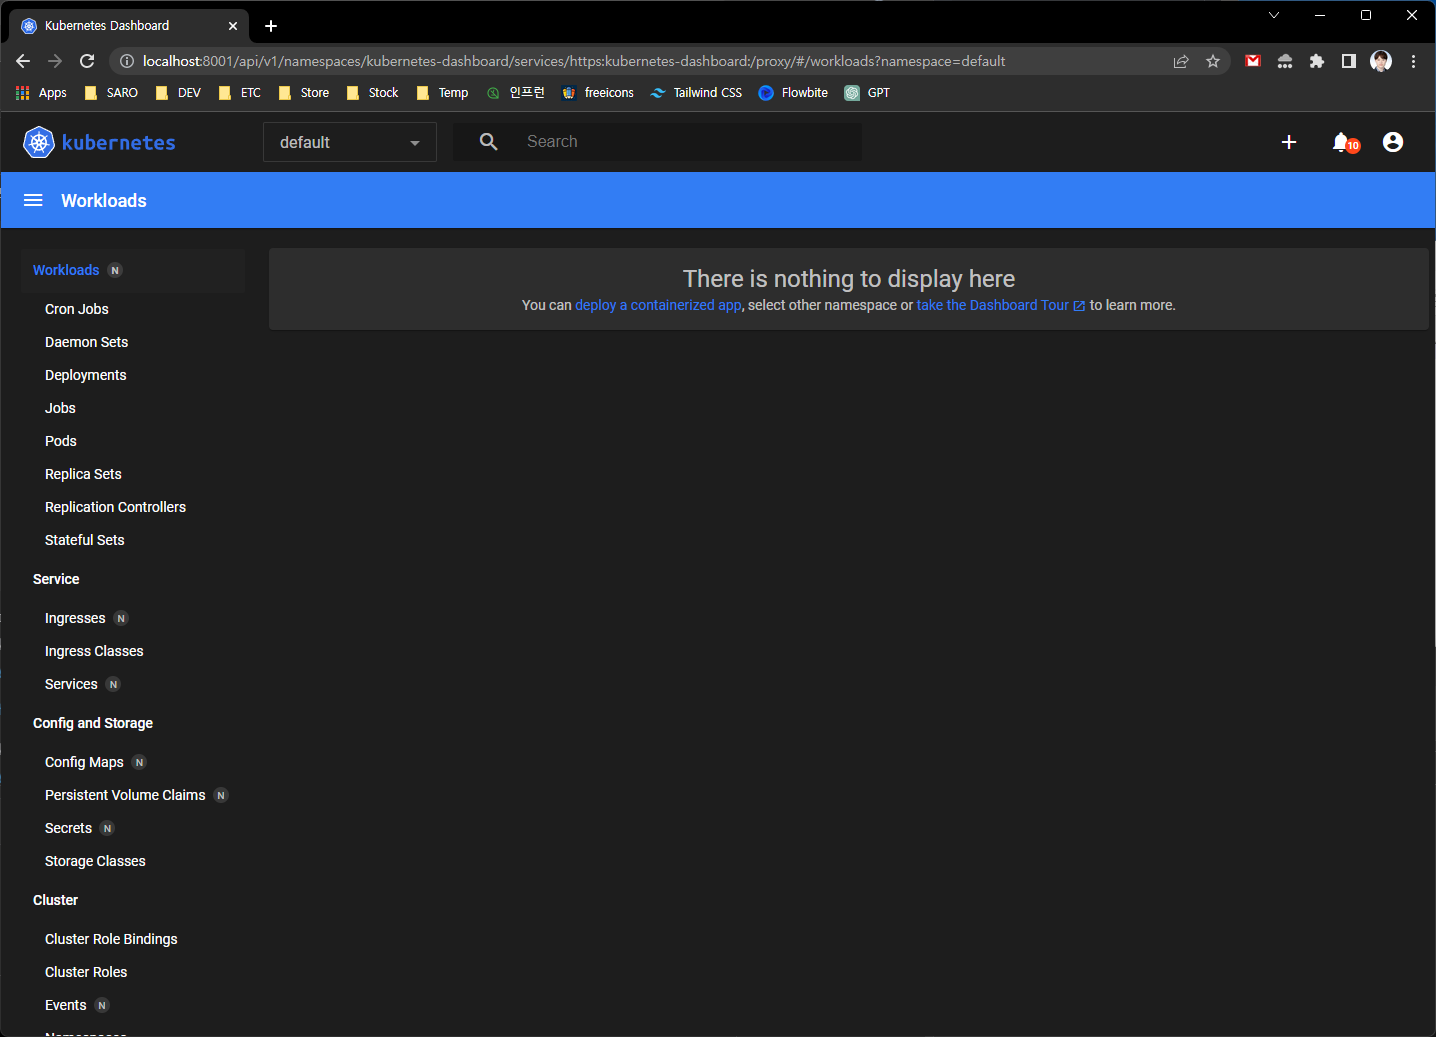 Kubernetes Dashboard
localhost:8001/api/v1/namespaces/kubernetes-dashboard/services/https:kubernetes-dashboard:/proxy/#/workloads?namespace=default
Apps SARO DEV ETC Store Stock Temp 인프런 freeicons Tailwind CSS Flowbite GPT
kubernetes default Search 10
Workloads
Workloads N
There is nothing to display here
You can deploy a containerized app, select other namespace or take the Dashboard Tour to learn more.
Cron Jobs
Daemon Sets
Deployments
Jobs
Pods
Replica Sets
Replication Controllers
Stateful Sets
Service
Ingresses N
Ingress Classes
Services N
Config and Storage
Config Maps N
Persistent Volume Claims N
Secrets N
Storage Classes
Cluster
Cluster Role Bindings
Cluster Roles
Events N